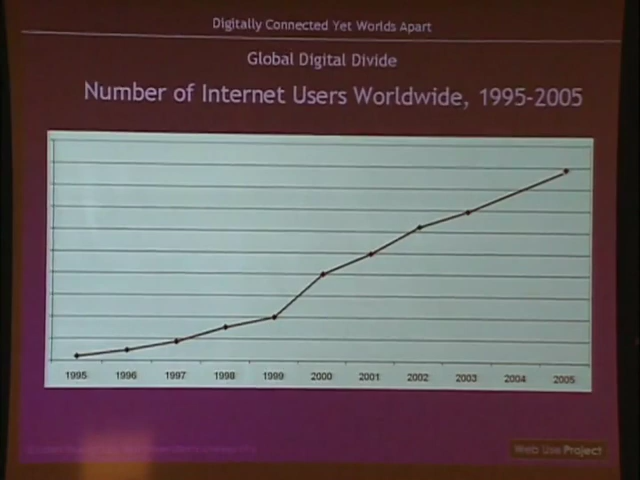 Digitally Connected Yet Worlds Apart
Global Digital Divide
Number of Internet Users Worldwide, 1995-2005
1995 1996 1997 1998 1999 2000 2001 2002 2003 2004 2005
Web Use Project